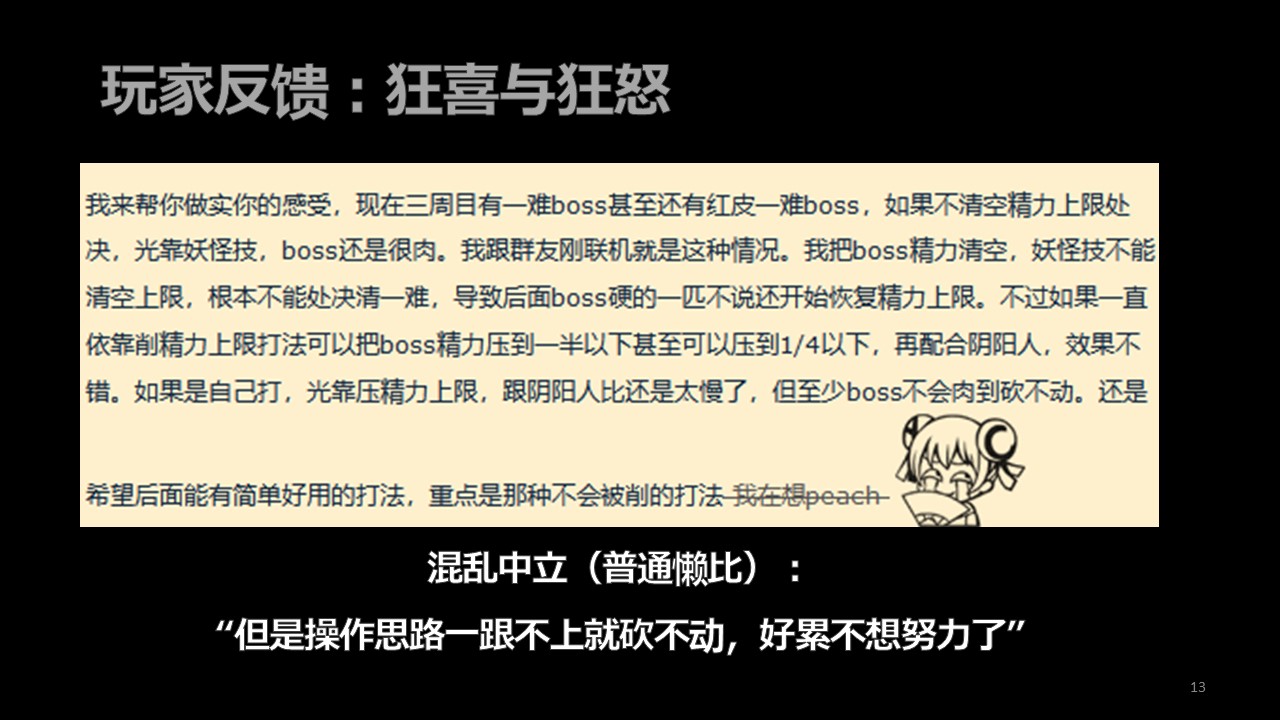 玩家反馈：狂喜与狂怒
我来帮你做实你的感受，现在三周目有一难boss甚至还有红皮一难boss，如果不清空精力上限处
决，光靠妖怪技，boss还是很肉。我跟群友刚联机就是这种情况。我把boss精力清空，妖怪技不能
清空上限，根本不能处决清一难，导致后面boss硬的一匹不说还开始恢复精力上限。不过如果一直
依靠削精力上限打法可以把boss精力压到一半以下甚至可以压到1/4以下，再配合阴阳人，效果不
错。如果是自己打，光靠压精力上限，跟阴阳人比还是太慢了，但至少boss不会肉到砍不动。还是
希望后面能有简单好用的打法，重点是那种不会被削的打法 我在想peach
混乱中立（普通懒比）：
“但是操作思路一跟不上就砍不动，好累不想努力了”
13